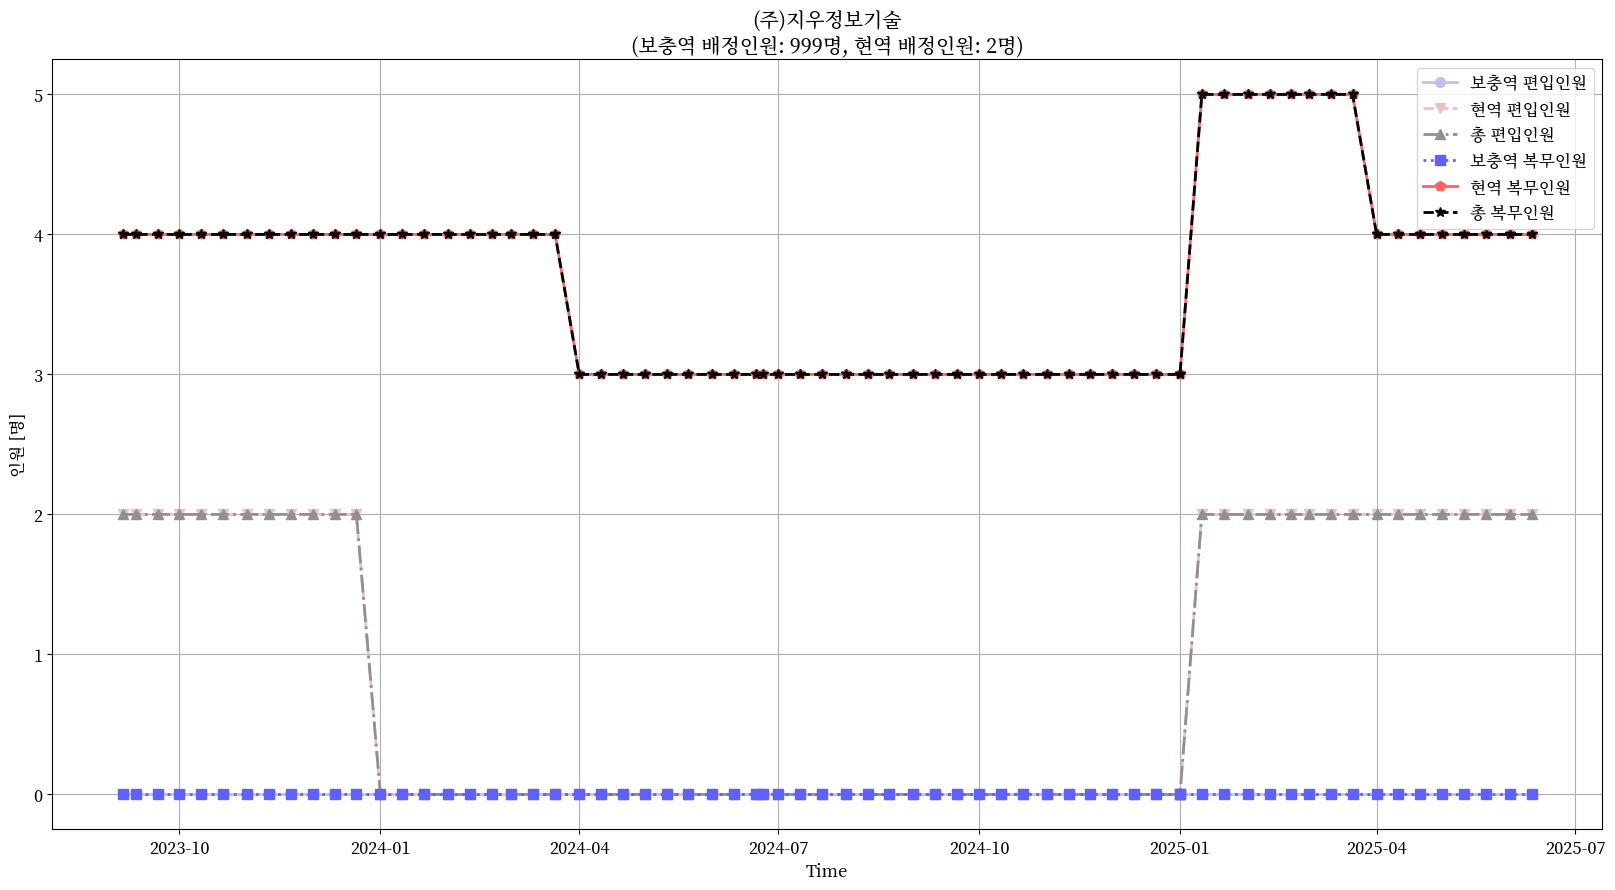 (주)지우정보기술
(보충역 배정인원: 999명, 현역 배정인원: 2명)
보충역 편입인원
현역 편입인원
총 편입인원
보충역 복무인원
현역 복무인원
총 복무인원
인원 [명]
5
4
3
2
1
0
2023-10
2024-01
2024-04
2024-07
2024-10
2025-01
2025-04
2025-07
Time